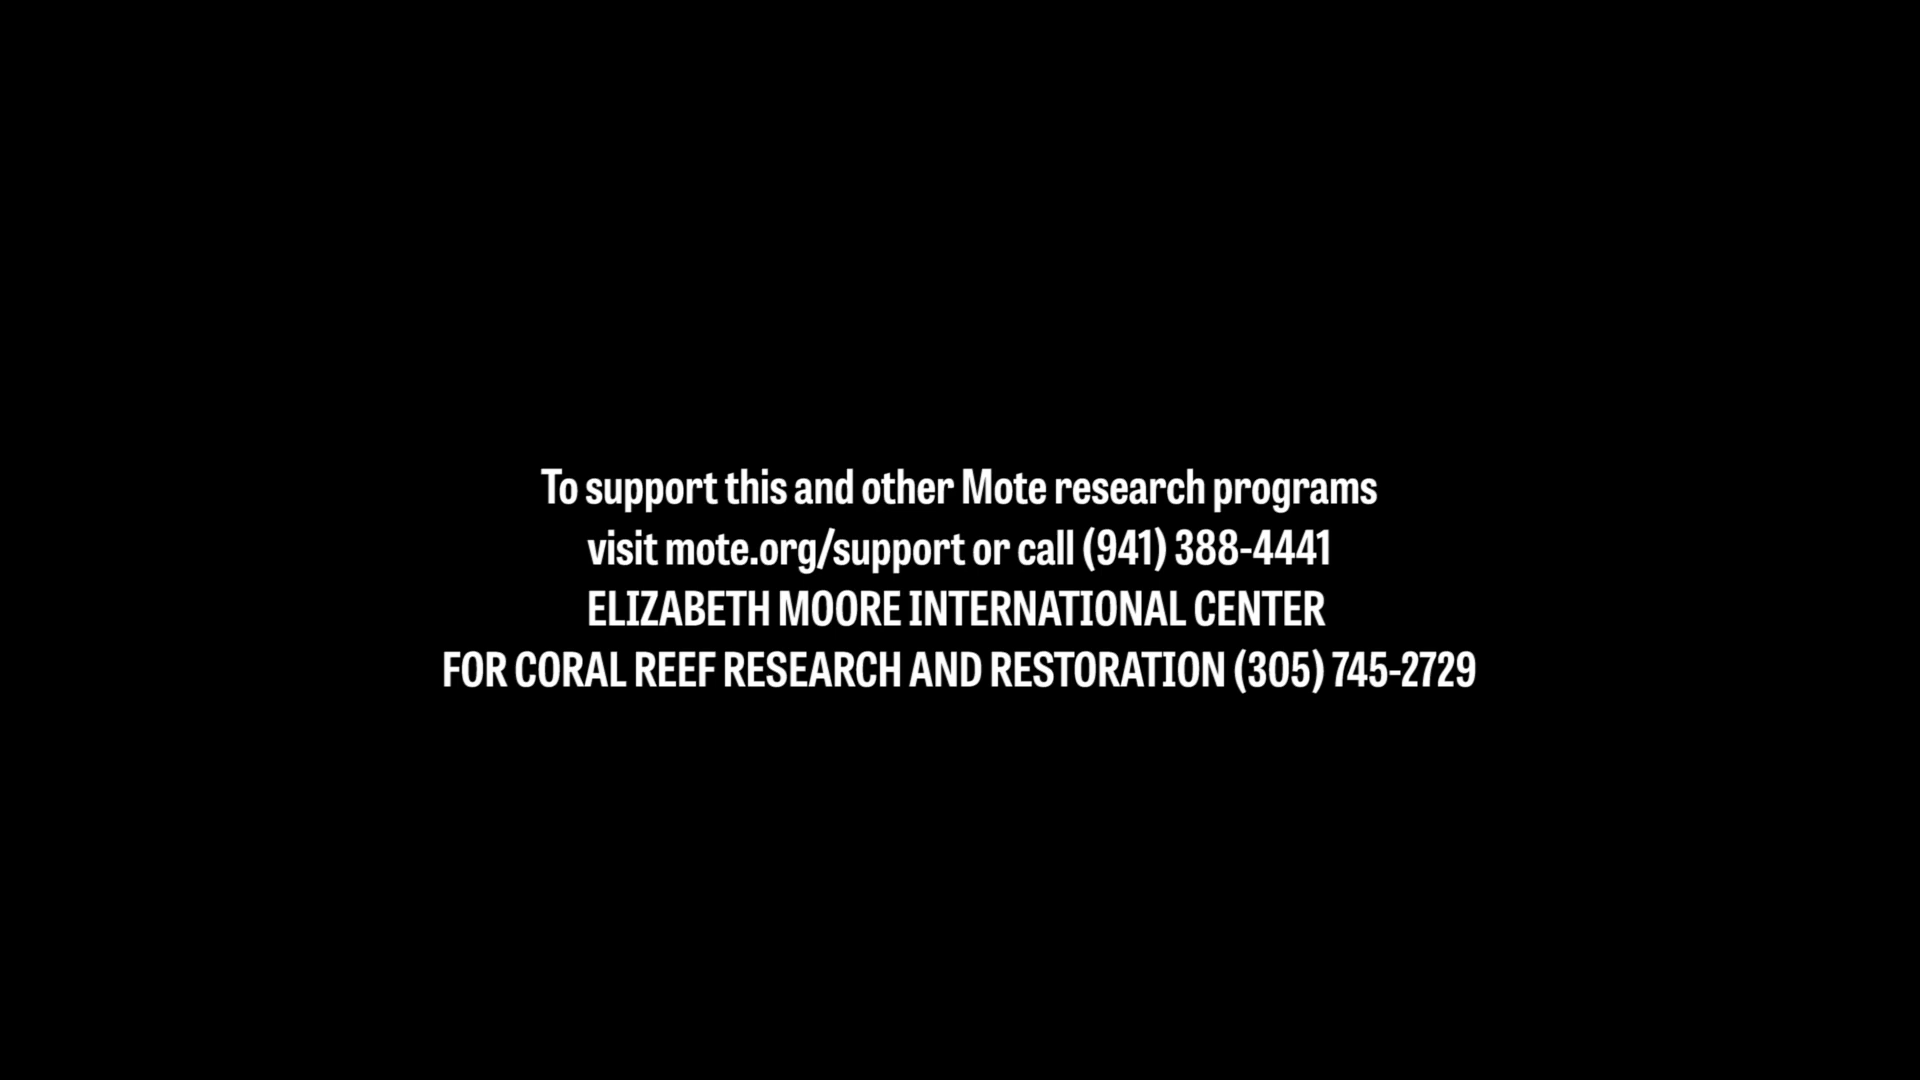 To support this and other Mote research programs
visit mote.org/support or call (941) 388-4441
ELIZABETH MOORE INTERNATIONAL CENTER
FOR CORAL REEF RESEARCH AND RESTORATION (305) 745-2729